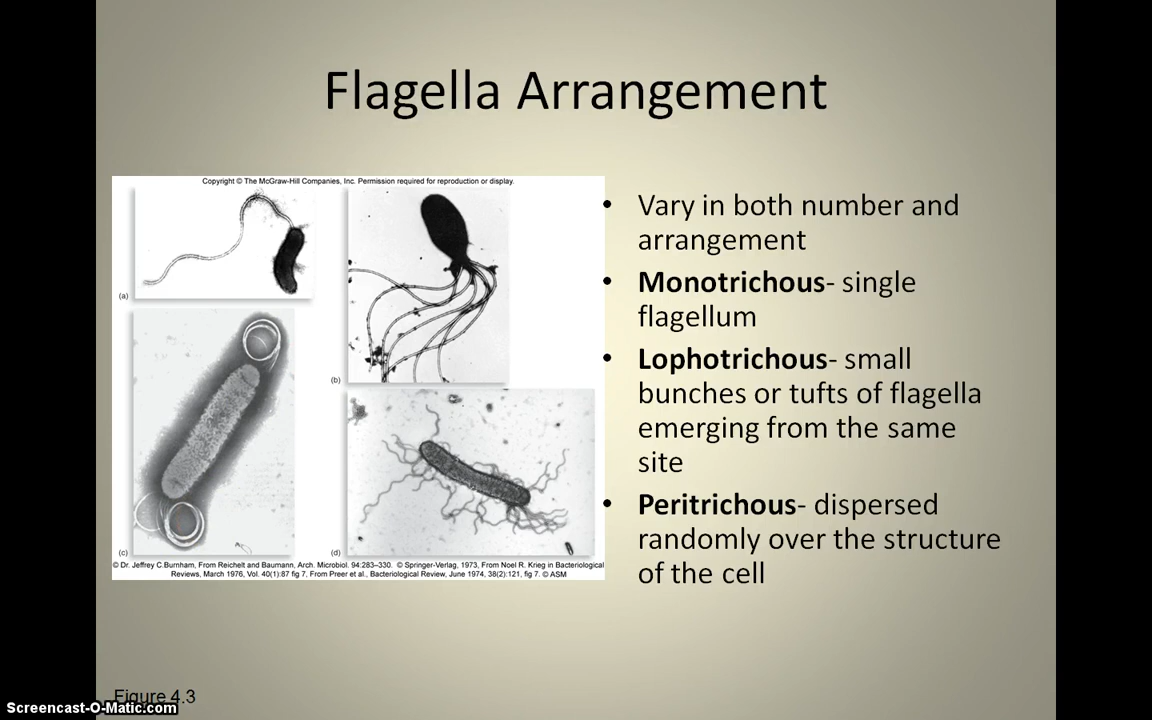 Flagella Arrangement
Copyright © The McGraw-Hill Companies, Inc. Permission required for reproduction or display.
(a)
(b)
(c)
(d)
© Dr. Jeffrey C.Burnham, From Reichelt and Baumann, Arch. Microbiol. 94:283–330. © Springer-Verlag, 1973, From Noel R. Krieg in Bacteriological
Reviews, March 1976, Vol. 40(1):87 fig 7, From Preer et al., Bacteriological Review, June 1974, 38(2):121, fig 7. © ASM
• Vary in both number and
arrangement
• Monotrichous- single
flagellum
• Lophotrichous- small
bunches or tufts of flagella
emerging from the same
site
• Peritrichous- dispersed
randomly over the structure
of the cell
Figure 4.3
Screencast-O-Matic.com